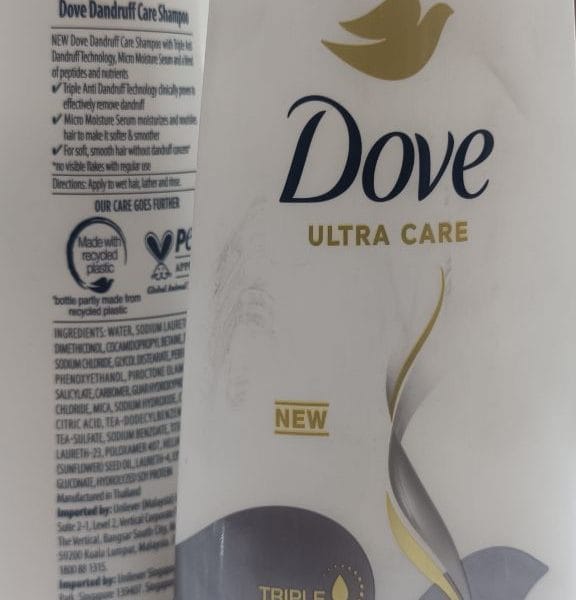 Dove Dandruff Care Shampoo
NEW Dove Dandruff Care Shampoo with Triple Anti
Dandruff Technology, Micro Moisture Serum and a blend
of peptides and nutrients
✓ Triple Anti Dandruff Technology clinically proven to
effectively remove dandruff
✓ Micro Moisture Serum moisturizes and nourishes
hair to make it softer & smoother
✓ For soft, smooth hair without dandruff concern*
*no visible flakes with regular use
Directions: Apply to wet hair, lather and rinse.
OUR CARE GOES FURTHER
Made with
recycled
plastic
Global Animal
*bottle partly made from
recycled plastic
INGREDIENTS: WATER, SODIUM LAURETH
DIMETHICONOL, COCAMIDOPROPYL BETAINE,
SODIUM CHLORIDE, GLYCOL DISTEARATE,
PHENOXYETHANOL, PIROCTONE OLAM
SALICYLATE, CARBOMER, GUAR HYDROXYP
CHLORIDE, MICA, SODIUM HYDROXIDE,
CITRIC ACID, TEA-DODECYLBENZEN
TEA-SULFATE, SODIUM BENZOATE,
LAURETH-23, POLOXAMER 407,
(SUNFLOWER) SEED OIL, LAURETH-4,
GLUCONATE, HYDROLYZED SOY PROTEIN
Manufactured in Thailand
Imported by: Unilever (Malaysia)
Suite 2-1, Level 2, Vertical Corporate
The Vertical, Bangsar South City,
59200 Kuala Lumpur, Malaysia
1800 88 1315.
Imported by: Unilever Singapore
Singapore 139407.
Dove
ULTRA CARE
NEW
TRIPLE